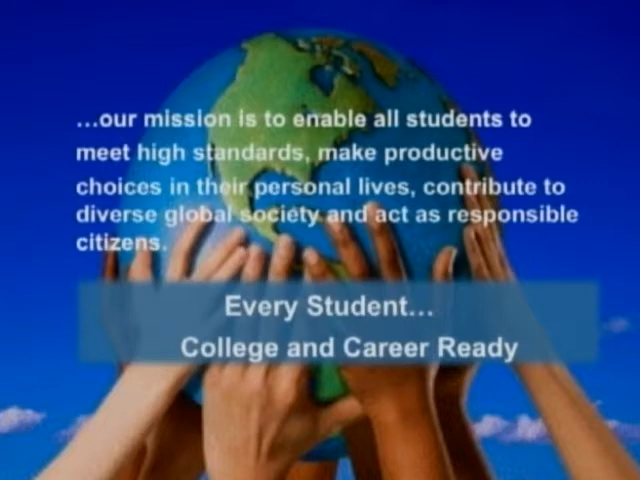 …our mission is to enable all students to
meet high standards, make productive
choices in their personal lives, contribute to
diverse global society and act as responsible
citizens.
Every Student…
College and Career Ready